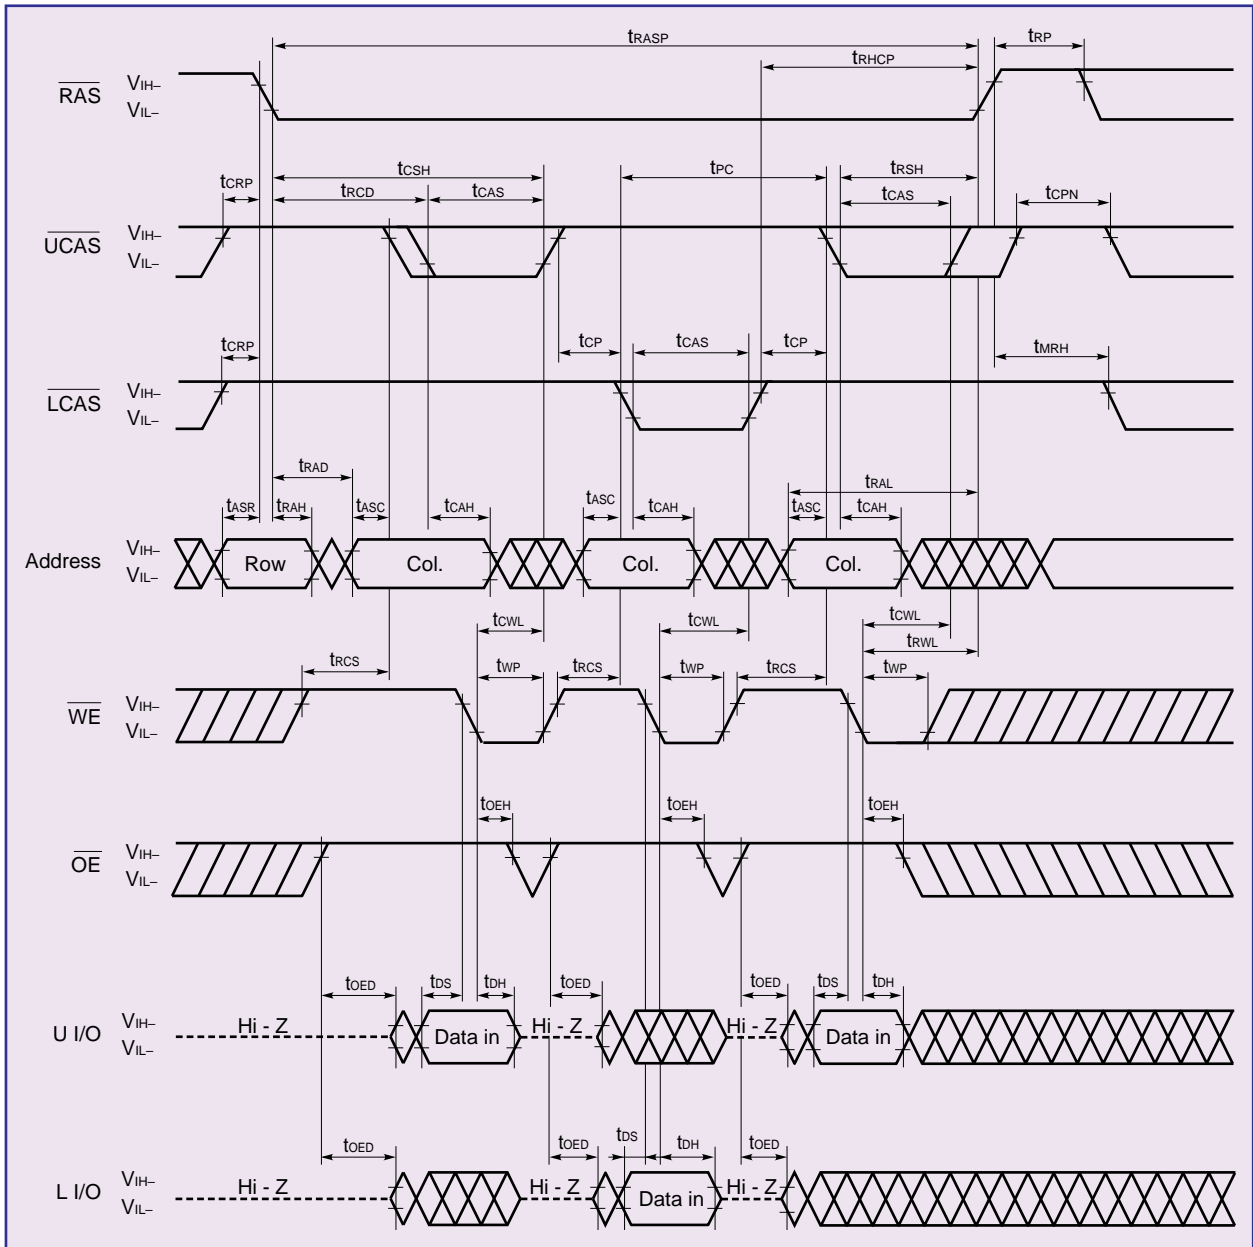 tRASP tRP
tRHCP
RAS VIH–
VIL–
tCSH tPC tRSH
tCRP tRCD tCAS tCAS tCPN
UCAS VIH–
VIL–
tCRP tCP tCAS tCP tMRH
LCAS VIH–
VIL–
tRAD tRAL
tASR tRAH tASC tCAH tASC tCAH tASC tCAH
Address VIH–
VIL–
Row Col. Col. Col.
tCWL tCWL tCWL
tRWL
tRCS tWP tRCS tWP tRCS tWP
WE VIH–
VIL–
tOEH tOEH tOEH
OE VIH–
VIL–
tOED tDS tDH tOED tOED tDS tDH
U I/O VIH–
VIL–
Hi - Z Data in Hi - Z Hi - Z Data in
tOED tOED tDS tDH tOED
L I/O VIH–
VIL–
Hi - Z Hi - Z Data in Hi - Z